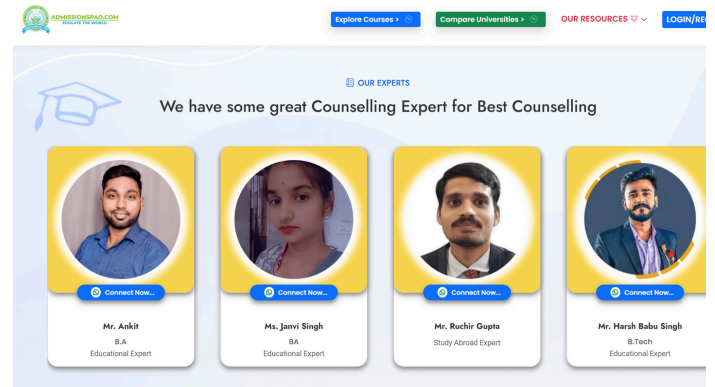 ADMISSIONSPAO.COM
EDUCATE THE WORLD
Explore Courses >
Compare Universities >
OUR RESOURCES
LOGIN/REG
OUR EXPERTS
We have some great Counselling Expert for Best Counselling
Connect Now...
Connect Now...
Connect Now...
Connect Now...
Mr. Ankit
Ms. Janvi Singh
Mr. Ruchir Gupta
Mr. Harsh Babu Singh
B.A
BA
Study Abroad Expert
B.Tech
Educational Expert
Educational Expert
Educational Expert